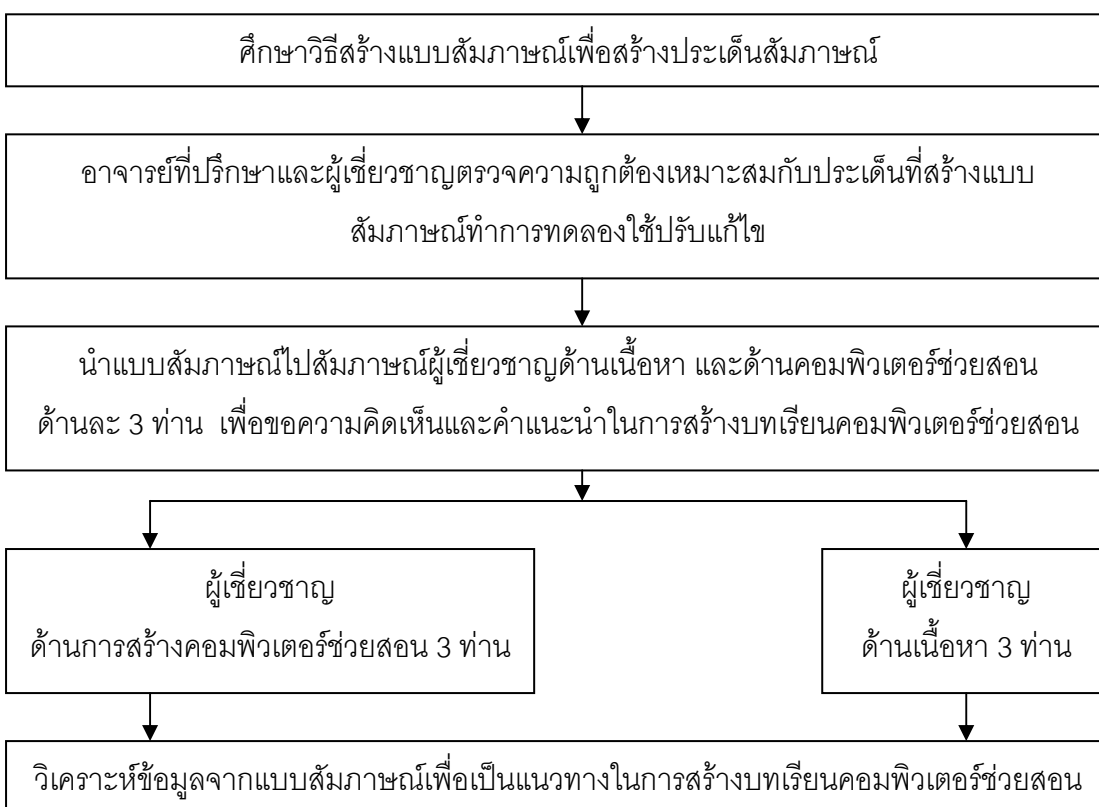 ศึกษาวิธีสร้างแบบสัมภาษณ์เพื่อสร้างประเด็นสัมภาษณ์
อาจารย์ที่ปรึกษาและผู้เชี่ยวชาญตรวจความถูกต้องเหมาะสมกับประเด็นที่สร้างแบบ
สัมภาษณ์ทำการทดลองใช้ปรับแก้ไข
นำแบบสัมภาษณ์ไปสัมภาษณ์ผู้เชี่ยวชาญด้านเนื้อหา และด้านคอมพิวเตอร์ช่วยสอน
ด้านละ 3 ท่าน เพื่อขอความคิดเห็นและคำแนะนำในการสร้างบทเรียนคอมพิวเตอร์ช่วยสอน
ผู้เชี่ยวชาญ
ด้านการสร้างคอมพิวเตอร์ช่วยสอน 3 ท่าน
ผู้เชี่ยวชาญ
ด้านเนื้อหา 3 ท่าน
วิเคราะห์ข้อมูลจากแบบสัมภาษณ์เพื่อเป็นแนวทางในการสร้างบทเรียนคอมพิวเตอร์ช่วยสอน